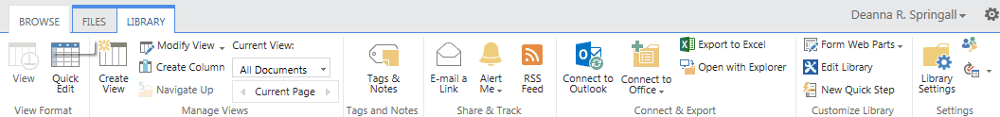 BROWSE FILES LIBRARY Deanna R. Springall
View
Quick Edit
Create View
Modify View
Create Column
Navigate Up
Current View:
All Documents
Current Page
Tags & Notes
E-mail a Link
Alert Me
RSS Feed
Connect to Outlook
Connect to Office
Export to Excel
Open with Explorer
Form Web Parts
Edit Library
New Quick Step
Library Settings
View Format Manage Views Tags and Notes Share & Track Connect & Export Customize Library Settings